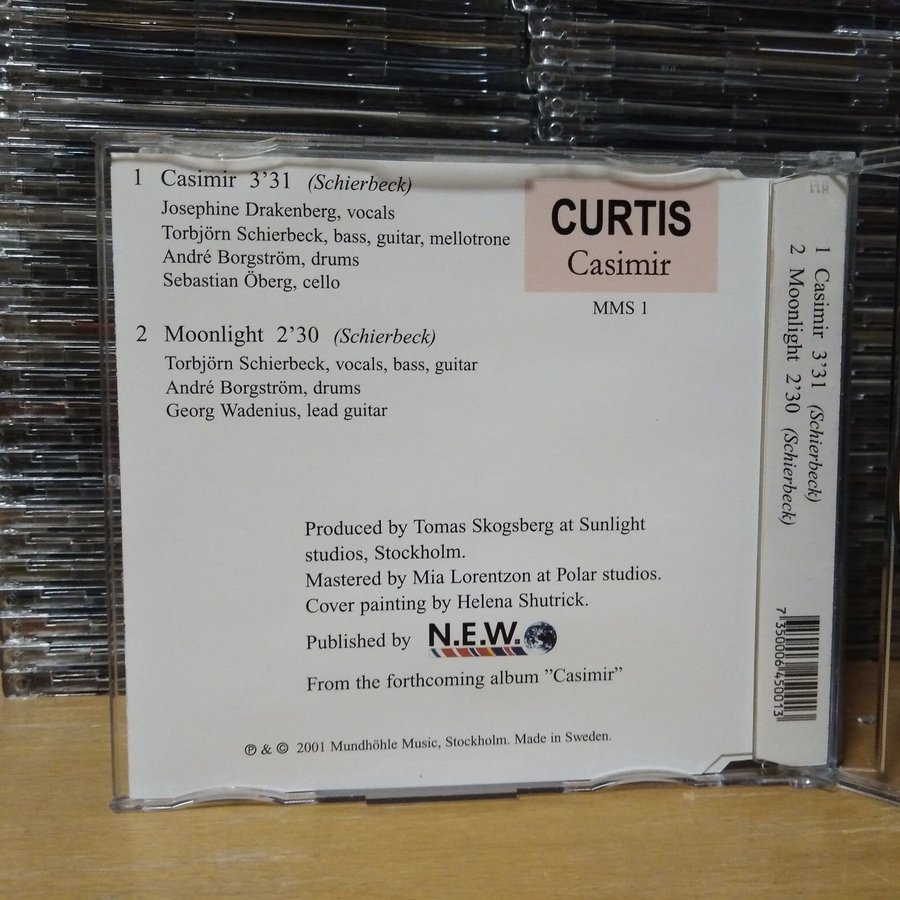 1 Casimir 3’31 (Schierbeck)
Josephine Drakenberg, vocals
Torbjörn Schierbeck, bass, guitar, mellotrone
André Borgström, drums
Sebastian Öberg, cello
2 Moonlight 2’30 (Schierbeck)
Torbjörn Schierbeck, vocals, bass, guitar
André Borgström, drums
Georg Wadenius, lead guitar
CURTIS
Casimir
MMS 1
Produced by Tomas Skogsberg at Sunlight
studios, Stockholm.
Mastered by Mia Lorentzon at Polar studios.
Cover painting by Helena Shutrick.
Published by N.E.W.
From the forthcoming album ”Casimir”
℗ & © 2001 Mundhöhle Music, Stockholm. Made in Sweden.
1 Casimir 3’31 (Schierbeck)
2 Moonlight 2’30 (Schierbeck)
7 350006 450013